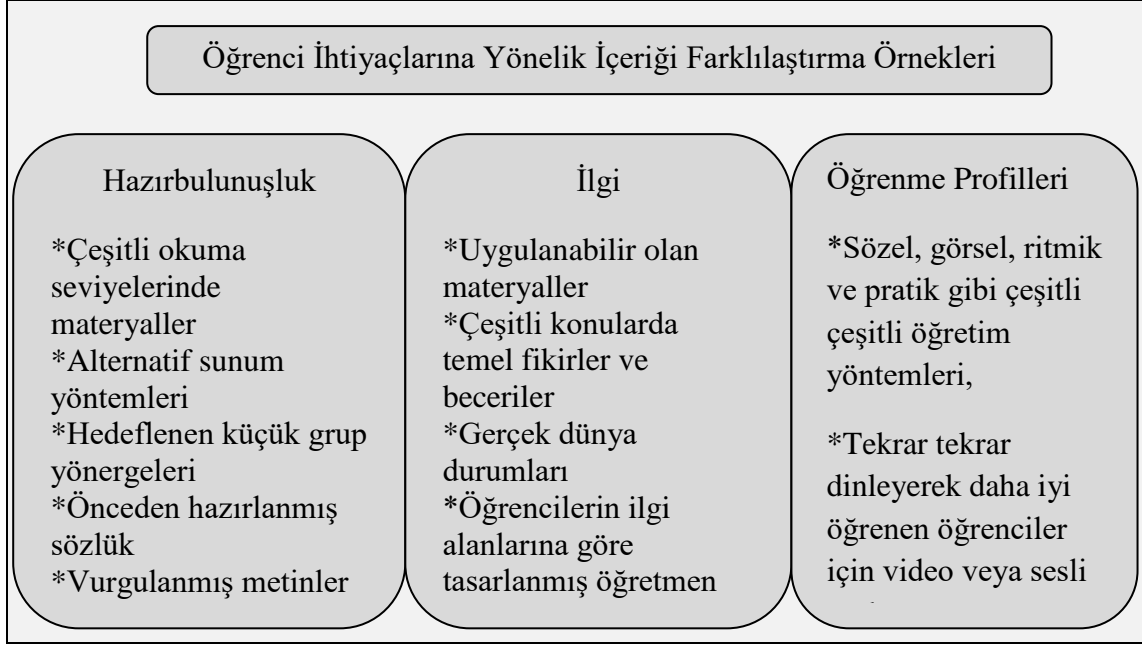 Öğrenci İhtiyaçlarına Yönelik İçeriği Farklılaştırma Örnekleri
Hazırbulunuşluk
*Çeşitli okuma
seviyelerinde
materyaller
*Alternatif sunum
yöntemleri
*Hedeflenen küçük grup
yönergeleri
*Önceden hazırlanmış
sözlük
*Vurgulanmış metinler
İlgi
*Uygulanabilir olan
materyaller
*Çeşitli konularda
temel fikirler ve
beceriler
*Gerçek dünya
durumları
*Öğrencilerin ilgi
alanlarına göre
tasarlanmış öğretmen
Öğrenme Profilleri
*Sözel, görsel, ritmik
ve pratik gibi çeşitli
çeşitli öğretim
yöntemleri,
*Tekrar tekrar
dinleyerek daha iyi
öğrenen öğrenciler
için video veya sesli